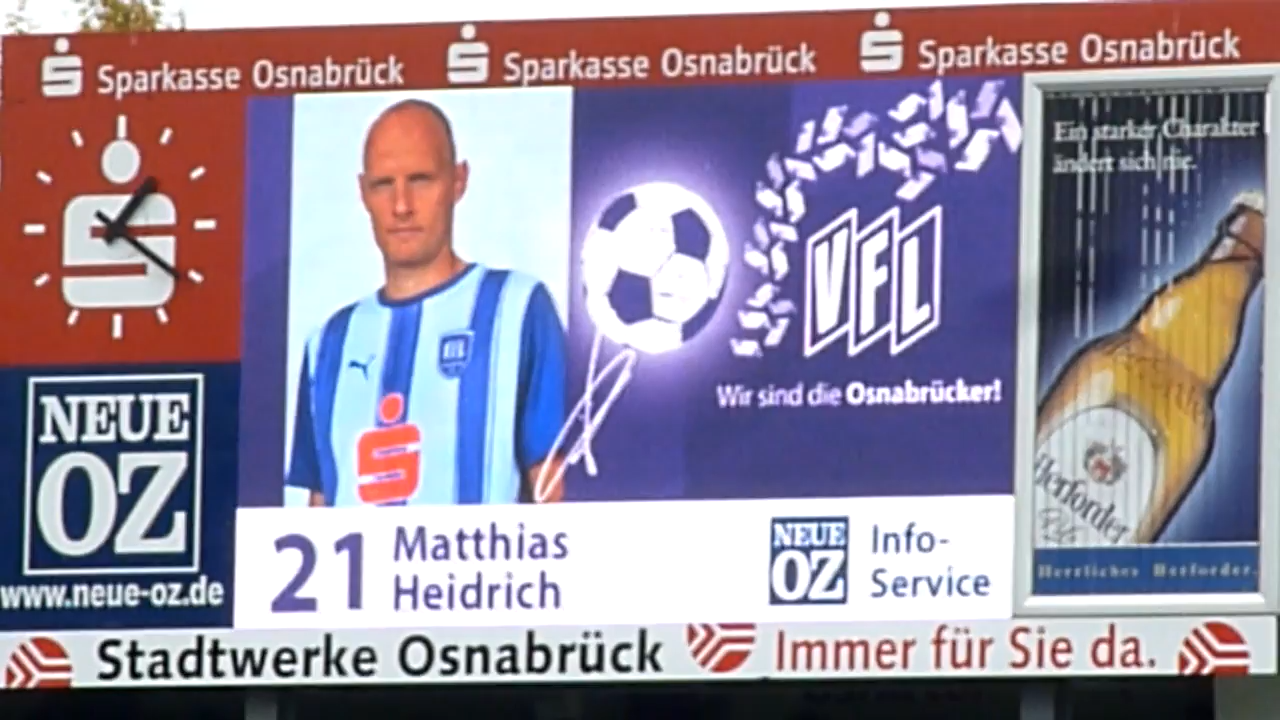 Sparkasse Osnabrück
Sparkasse Osnabrück
Sparkasse Osnabrück
Ein starker Charakter
ändert sich nie.
VFL
Wir sind die Osnabrücker!
NEUE
OZ
www.neue-oz.de
21
Matthias
Heidrich
NEUE
OZ
Info-
Service
Herforder
Pils
Herrliches Herforder.
Stadtwerke Osnabrück
Immer für Sie da.